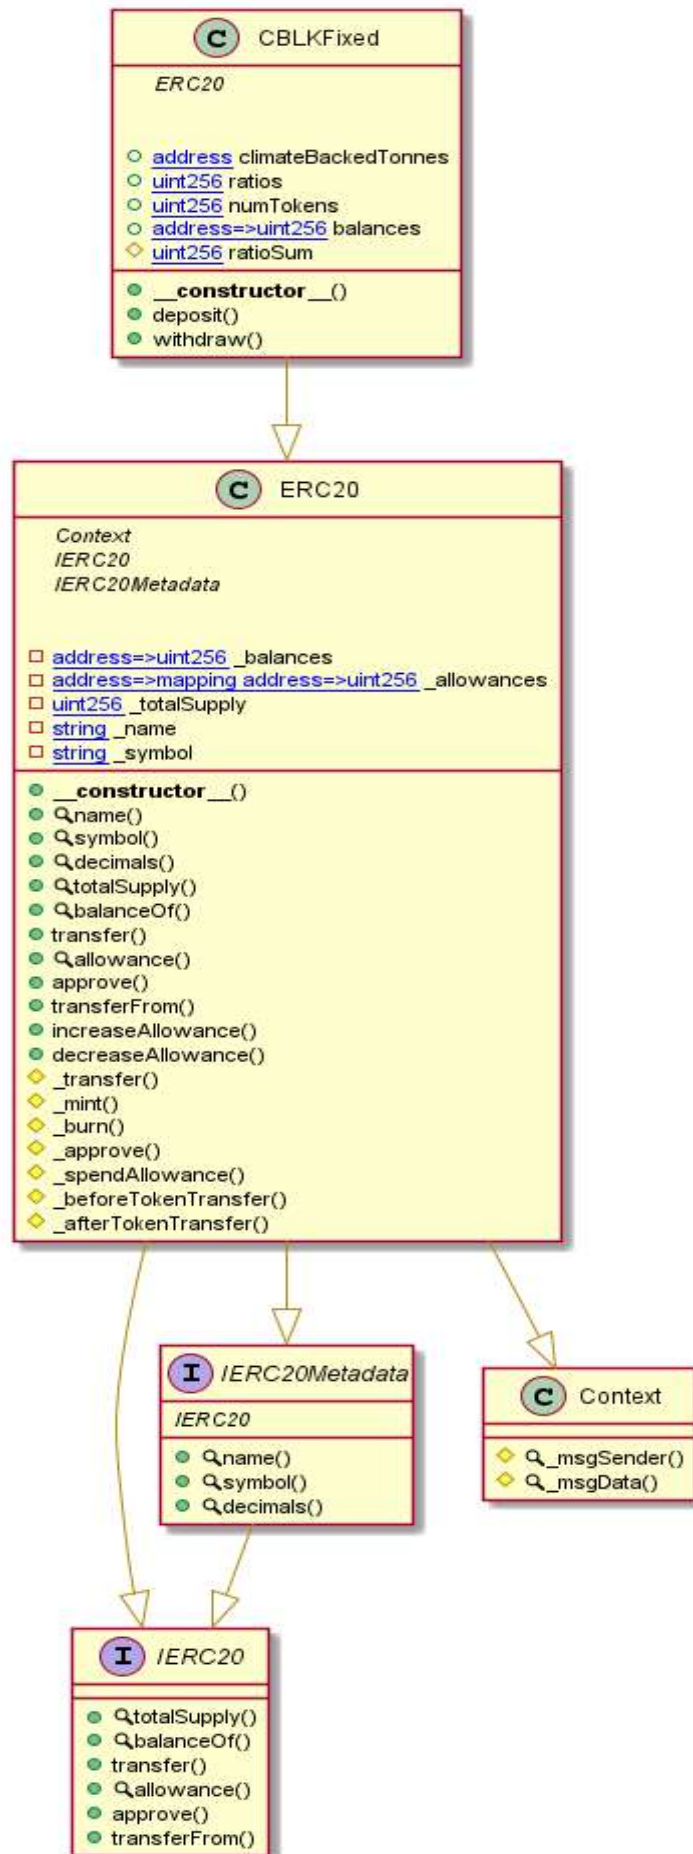 C CBLKFixed
ERC20
address climateBackedTonnes
uint256 ratios
uint256 numTokens
address=>uint256 balances
uint256 ratioSum
__constructor__()
deposit()
withdraw()
C ERC20
Context
IERC20
IERC20Metadata
address=>uint256 _balances
address=>mapping address=>uint256 _allowances
uint256 _totalSupply
string _name
string _symbol
__constructor__()
name()
symbol()
decimals()
totalSupply()
balanceOf()
transfer()
allowance()
approve()
transferFrom()
increaseAllowance()
decreaseAllowance()
_transfer()
_mint()
_burn()
_approve()
_spendAllowance()
_beforeTokenTransfer()
_afterTokenTransfer()
I IERC20Metadata
IERC20
name()
symbol()
decimals()
C Context
_msgSender()
_msgData()
I IERC20
totalSupply()
balanceOf()
transfer()
allowance()
approve()
transferFrom()